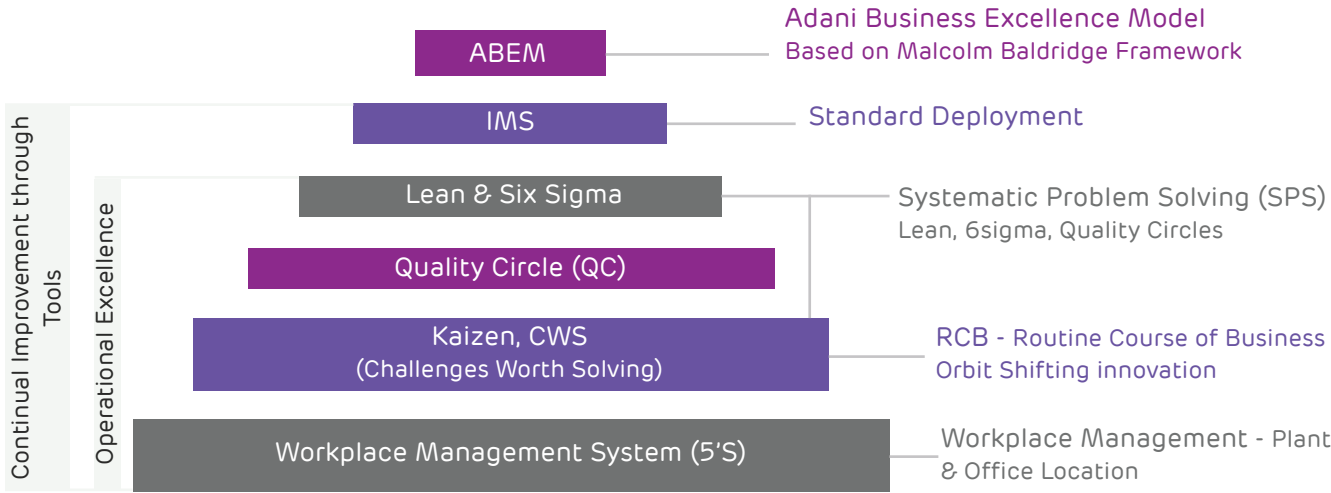 Adani Business Excellence Model
ABEM
Based on Malcolm Baldridge Framework
IMS
Standard Deployment
Continual Improvement through
Tools
Operational Excellence
Lean & Six Sigma
Systematic Problem Solving (SPS)
Lean, 6sigma, Quality Circles
Quality Circle (QC)
Kaizen, CWS
(Challenges Worth Solving)
RCB - Routine Course of Business
Orbit Shifting innovation
Workplace Management System (5'S)
Workplace Management - Plant
& Office Location